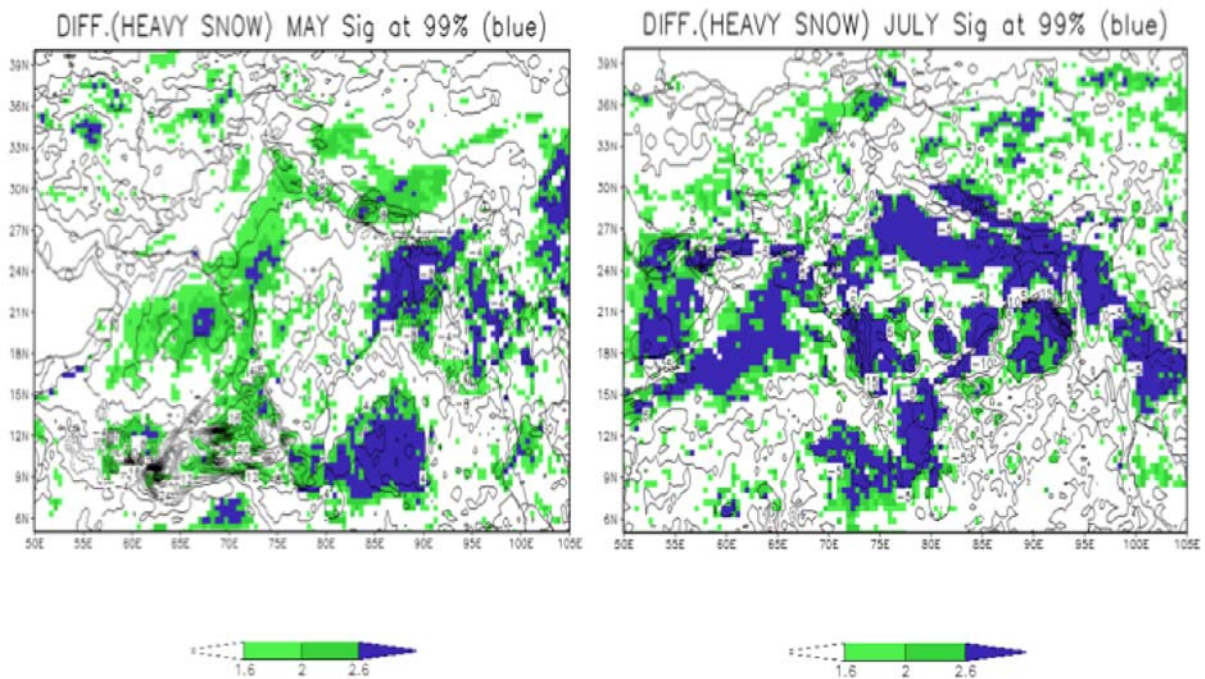 DIFF.(HEAVY SNOW) MAY Sig at 99% (blue)
39N
36N
33N
30N
27N
24N
21N
18N
15N
12N
9N
6N
50E 55E 60E 65E 70E 75E 80E 85E 90E 95E 100E 105E
1.6 2 2.6
DIFF.(HEAVY SNOW) JULY Sig at 99% (blue)
39N
36N
33N
30N
27N
24N
21N
18N
15N
12N
9N
6N
50E 55E 60E 65E 70E 75E 80E 85E 90E 95E 100E 105E
1.6 2 2.6